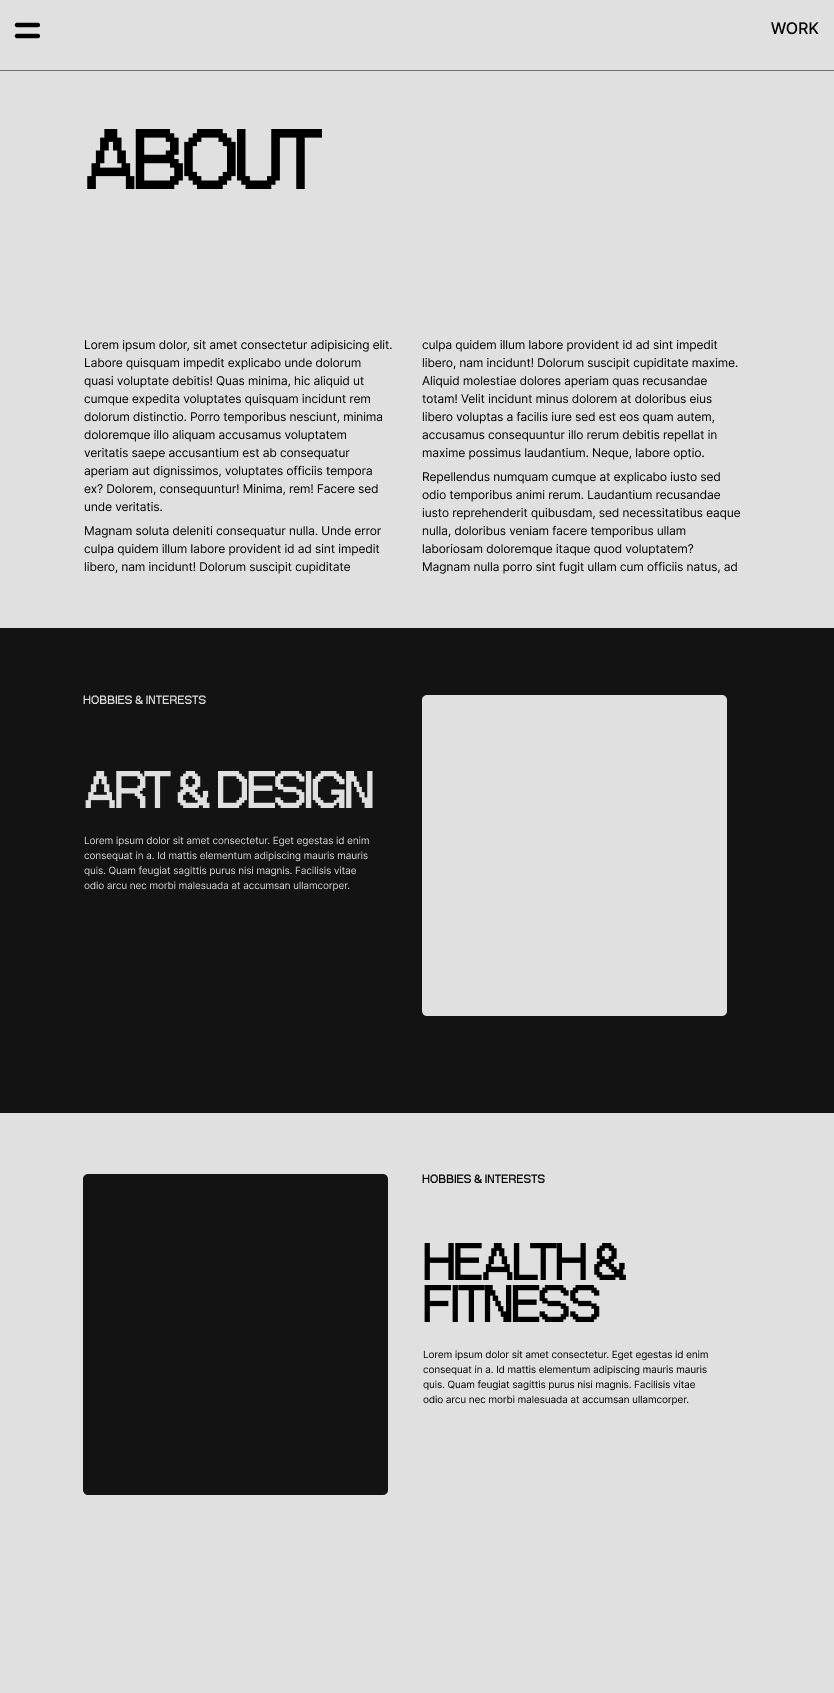 WORK
ABOUT
Lorem ipsum dolor, sit amet consectetur adipisicing elit.
Labore quisquam impedit explicabo unde dolorum
quasi voluptate debitis! Quas minima, hic aliquid ut
cumque expedita voluptates quisquam incidunt rem
dolorum distinctio. Porro temporibus nesciunt, minima
doloremque illo aliquam accusamus voluptatem
veritatis saepe accusantium est ab consequatur
aperiam aut dignissimos, voluptates officiis tempora
ex? Dolorem, consequuntur! Minima, rem! Facere sed
unde veritatis.
Magnam soluta deleniti consequatur nulla. Unde error
culpa quidem illum labore provident id ad sint impedit
libero, nam incidunt! Dolorum suscipit cupiditate
culpa quidem illum labore provident id ad sint impedit
libero, nam incidunt! Dolorum suscipit cupiditate maxime.
Aliquid molestiae dolores aperiam quas recusandae
totam! Velit incidunt minus dolorem at doloribus eius
libero voluptas a facilis iure sed est eos quam autem,
accusamus consequuntur illo rerum debitis repellat in
maxime possimus laudantium. Neque, labore optio.
Repellendus numquam cumque at explicabo iusto sed
odio temporibus animi rerum. Laudantium recusandae
iusto reprehenderit quibusdam, sed necessitatibus eaque
nulla, doloribus veniam facere temporibus ullam
laboriosam doloremque itaque quod voluptatem?
Magnam nulla porro sint fugit ullam cum officiis natus, ad
HOBBIES & INTERESTS
ART & DESIGN
Lorem ipsum dolor sit amet consectetur. Eget egestas id enim
consequat in a. Id mattis elementum adipiscing mauris mauris
quis. Quam feugiat sagittis purus nisi magnis. Facilisis vitae
odio arcu nec morbi malesuada at accumsan ullamcorper.
HOBBIES & INTERESTS
HEALTH &
FITNESS
Lorem ipsum dolor sit amet consectetur. Eget egestas id enim
consequat in a. Id mattis elementum adipiscing mauris mauris
quis. Quam feugiat sagittis purus nisi magnis. Facilisis vitae
odio arcu nec morbi malesuada at accumsan ullamcorper.